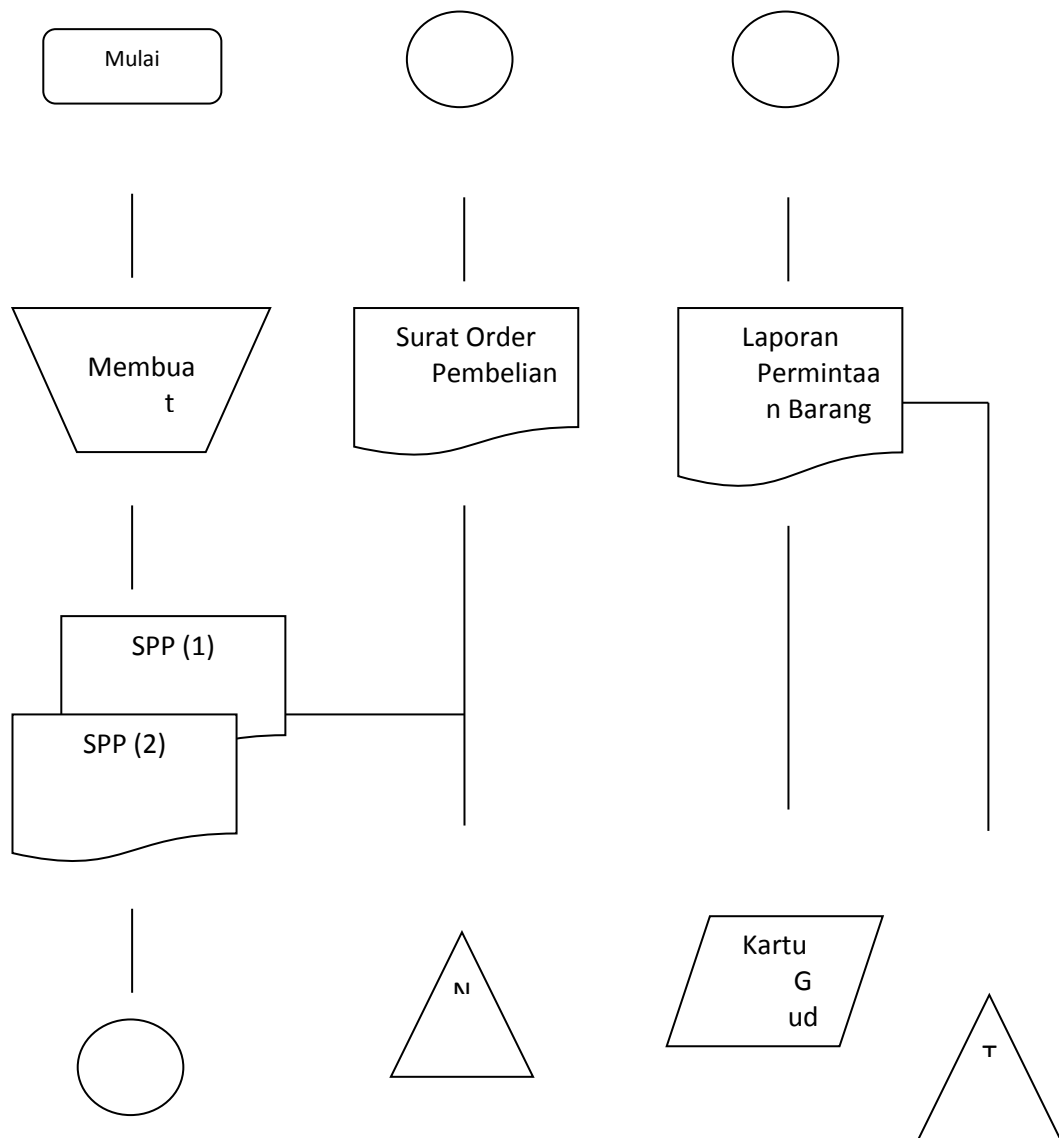 Mulai
Membua
t
SPP (1)
SPP (2)
Surat Order
Pembelian
N
Laporan
Permintaa
n Barang
Kartu
G
ud
T